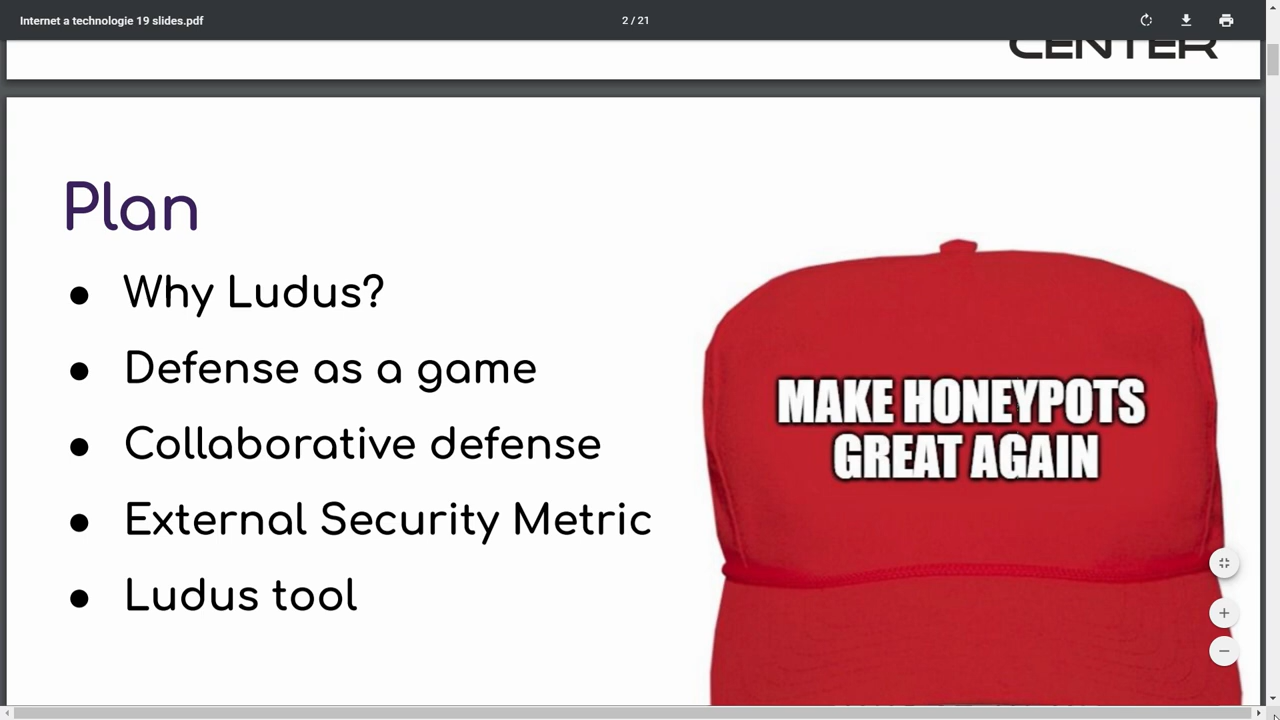 Internet a technologie 19 slides.pdf
2 / 21
CENTER
Plan
● Why Ludus?
● Defense as a game
● Collaborative defense
● External Security Metric
● Ludus tool
MAKE HONEYPOTS
GREAT AGAIN